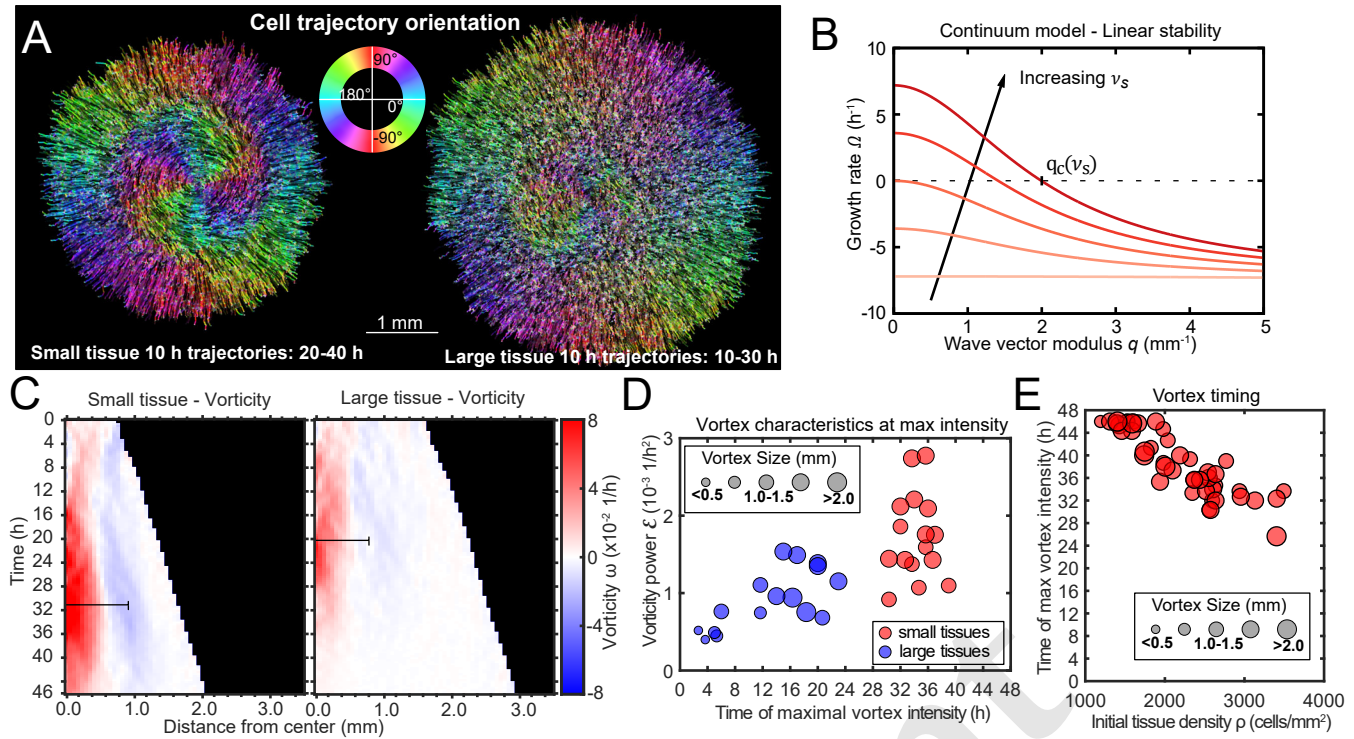 A
Cell trajectory orientation
90°
180°
0°
-90°
1 mm
Small tissue 10 h trajectories: 20-40 h
Large tissue 10 h trajectories: 10-30 h
B
Continuum model - Linear stability
Growth rate Ω (h⁻¹)
10
5
0
-5
-10
Increasing νs
qc(νs)
0 1 2 3 4 5
Wave vector modulus q (mm⁻¹)
C
Small tissue - Vorticity
Large tissue - Vorticity
Time (h)
0
4
8
12
16
20
24
28
32
36
40
46
0.0 1.0 2.0 3.0
0.0 1.0 2.0 3.0
Distance from center (mm)
8
4
0
-4
-8
Vorticity ω (x10⁻² 1/h)
D
Vortex characteristics at max intensity
Vorticity power ℰ (10⁻³ 1/h²)
3
2
1
0
Vortex Size (mm)
<0.5 1.0-1.5 >2.0
small tissues
large tissues
0 4 8 12 16 20 24 28 32 36 40 44 48
Time of maximal vortex intensity (h)
E
Vortex timing
Time of max vortex intensity (h)
48
44
40
36
32
28
24
20
16
12
8
4
0
Vortex Size (mm)
<0.5 1.0-1.5 >2.0
1000 2000 3000 4000
Initial tissue density ρ (cells/mm²)